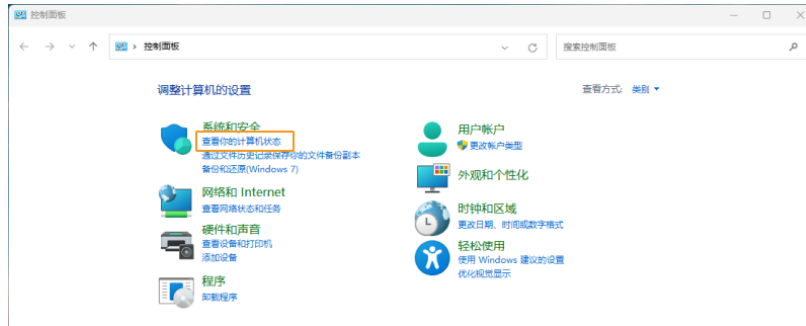 控制面板
控制面板
搜索控制面板
调整计算机的设置
查看方式: 类别
系统和安全
查看你的计算机状态
通过文件历史记录保存你的文件备份副本
备份和还原(Windows 7)
网络和 Internet
查看网络状态和任务
硬件和声音
查看设备和打印机
添加设备
程序
卸载程序
用户帐户
更改帐户类型
外观和个性化
时钟和区域
更改日期、时间或数字格式
轻松使用
使用 Windows 建议的设置
优化视觉显示